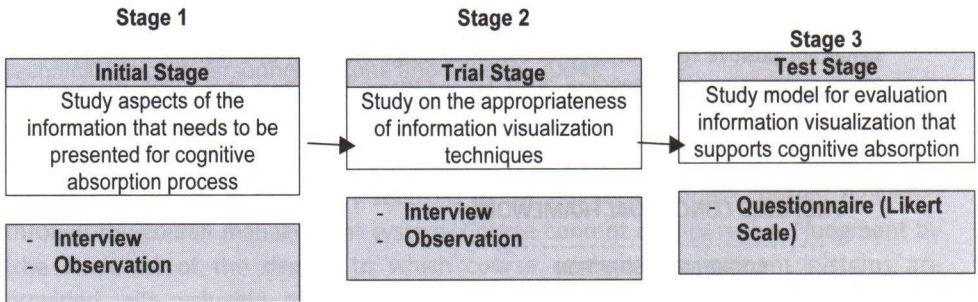 Stage 1
Initial Stage
Study aspects of the
information that needs to be
presented for cognitive
absorption process
- Interview
- Observation
Stage 2
Trial Stage
Study on the appropriateness
of information visualization
techniques
- Interview
- Observation
Stage 3
Test Stage
Study model for evaluation
information visualization that
supports cognitive absorption
Questionnaire (Likert
Scale)